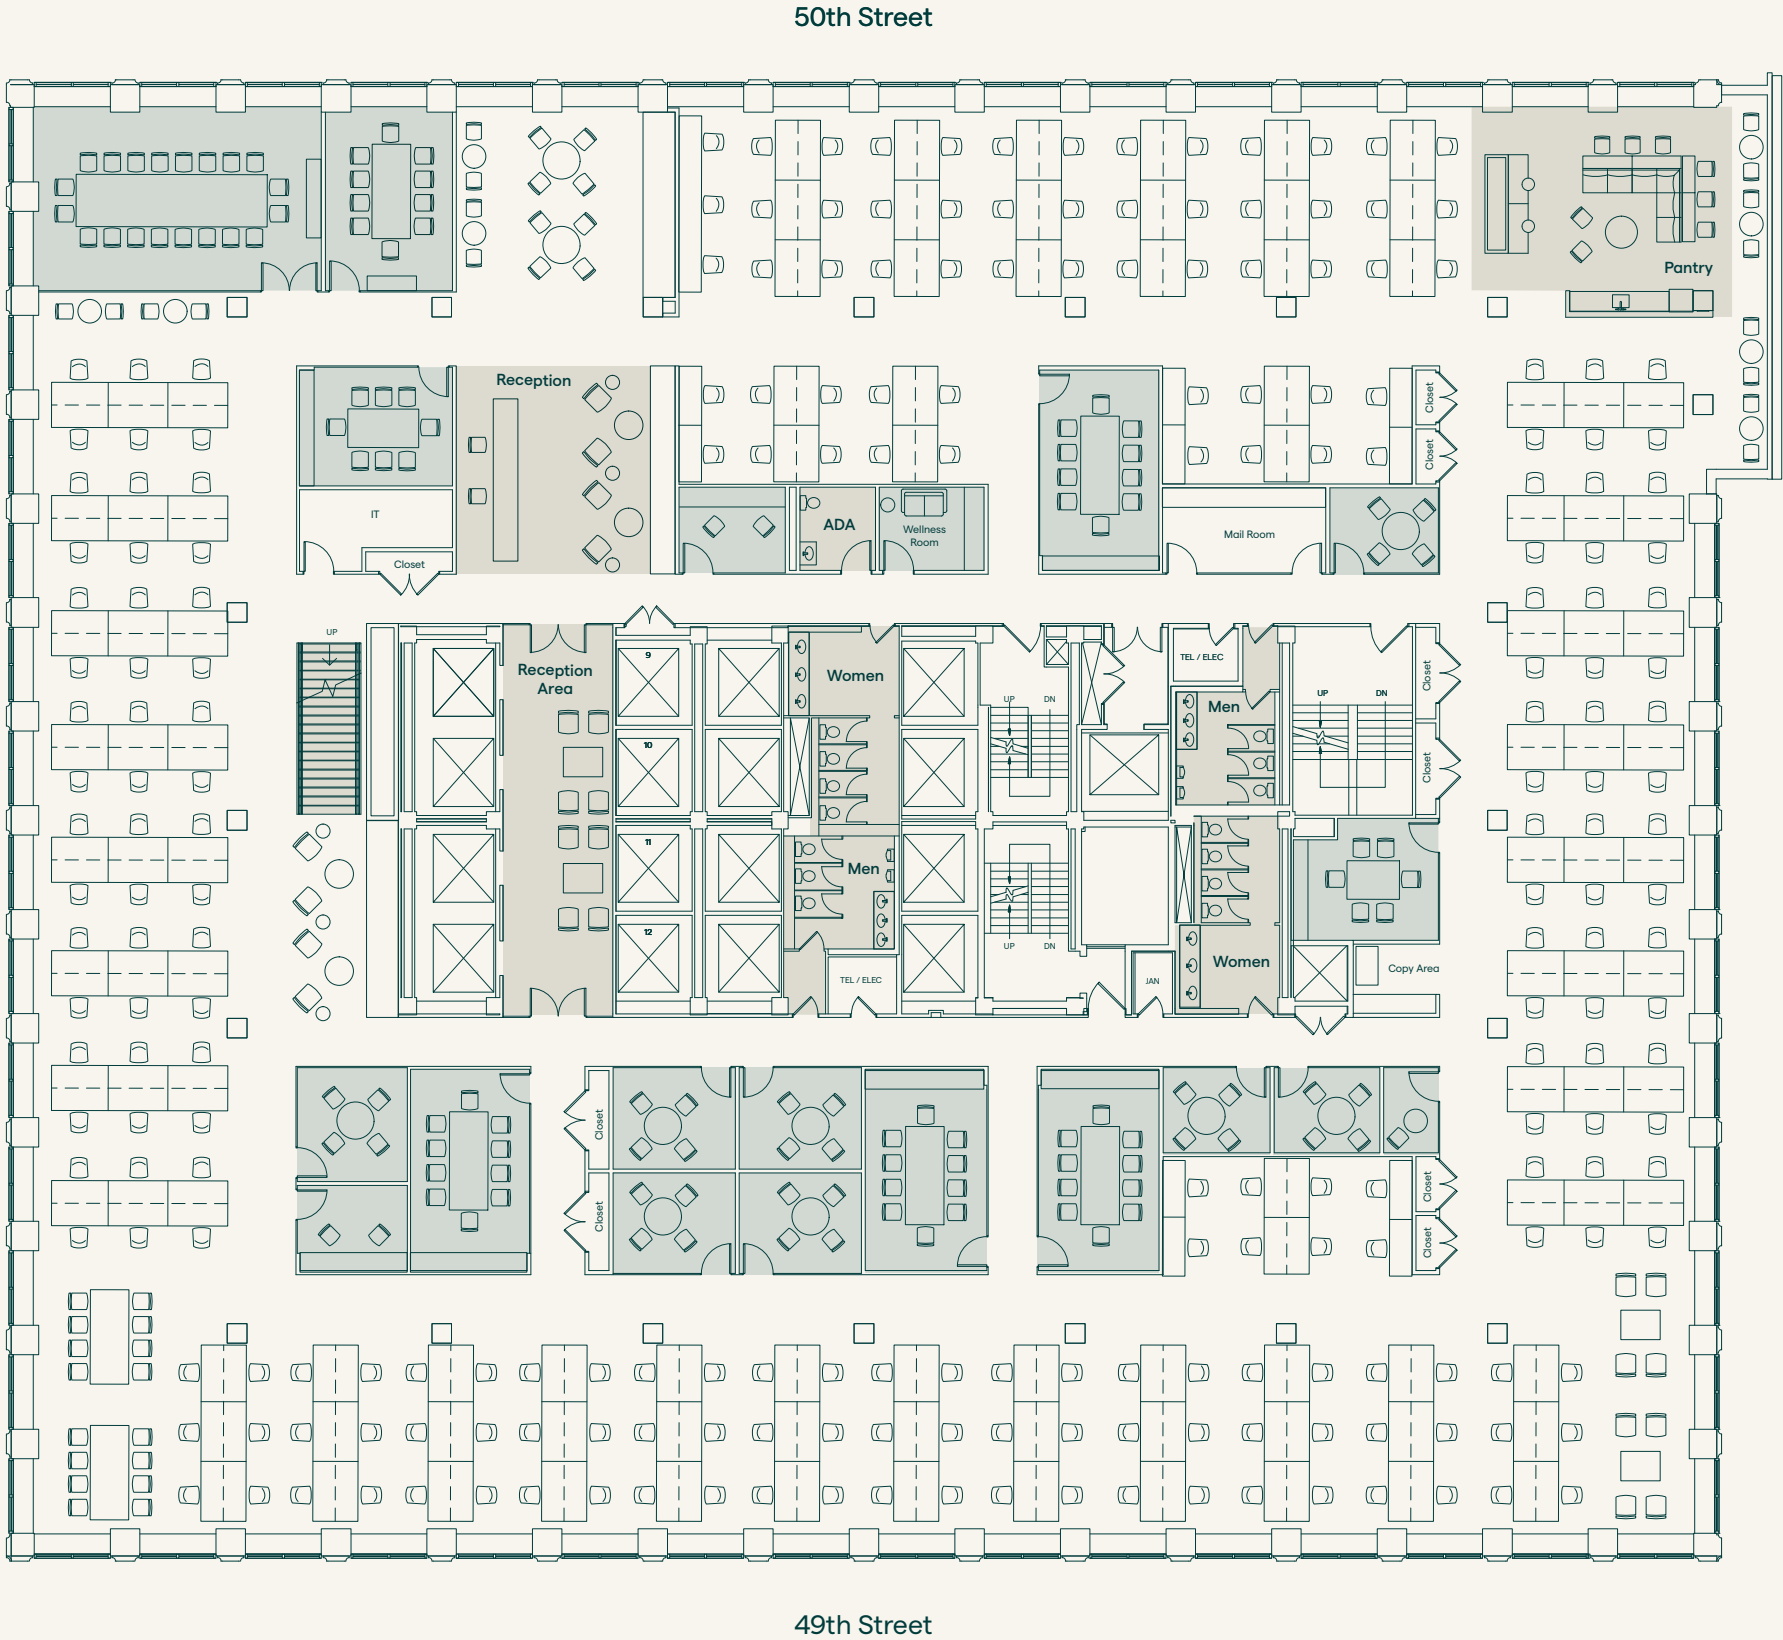 50th Street
Pantry
Reception
Closet
Closet
IT
Closet
ADA
Wellness
Room
Mail Room
UP
Reception
Area
9
10
11
12
Women
Men
TEL / ELEC
UP
DN
UP
DN
TEL / ELEC
Men
UP
DN
Closet
Closet
Women
JAN
Copy Area
Closet
Closet
Closet
Closet
49th Street